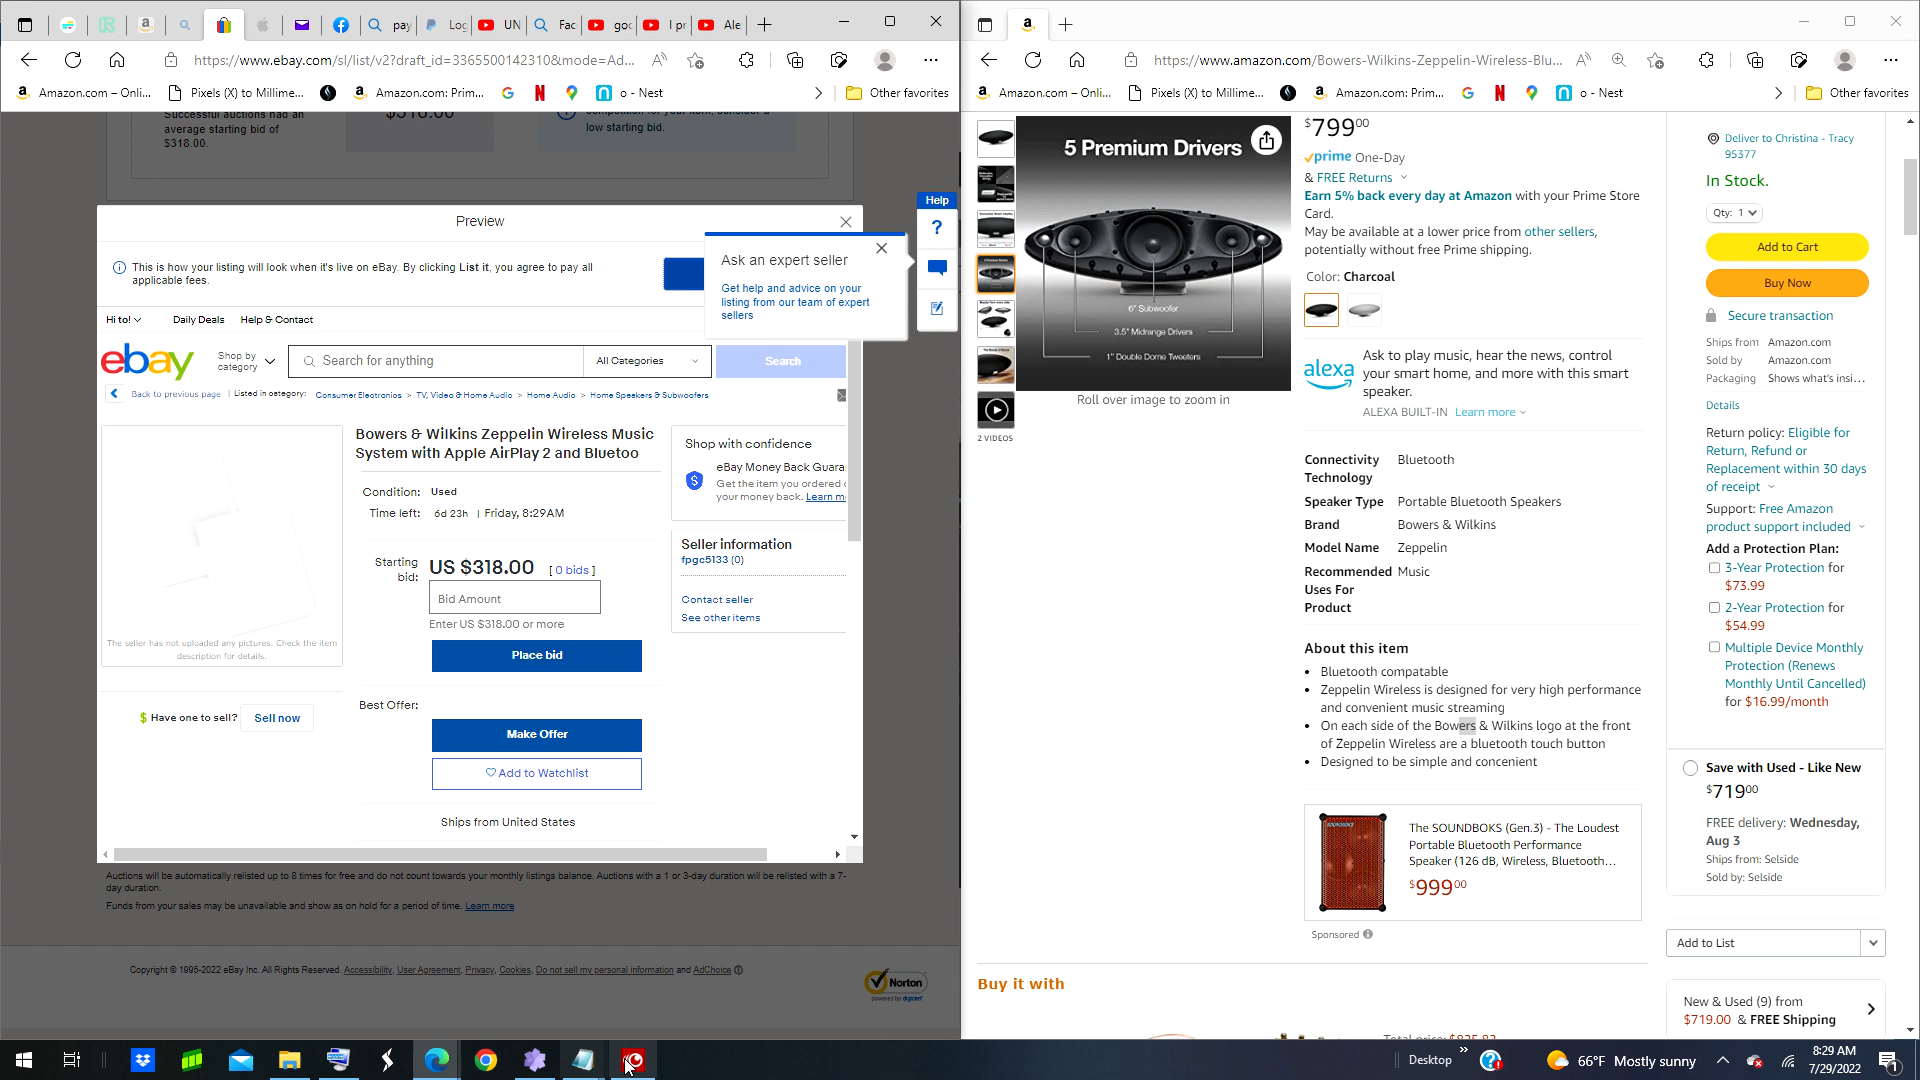 pay
Log
UN
Fac
goo
I pr
Ale
https://www.ebay.com/sl/list/v2?draft_id=3365500142310&mode=Ad...
Amazon.com – Onli...
Pixels (X) to Millime...
Amazon.com: Prim...
o - Nest
Other favorites
Successful auctions had an
average starting bid of
$318.00.
$318.00
low starting bid.
Preview
This is how your listing will look when it's live on eBay. By clicking List it, you agree to pay all
applicable fees.
Help
?
Ask an expert seller
Get help and advice on your
listing from our team of expert
sellers
Hi to!
Daily Deals
Help & Contact
ebay
Shop by
category
Search for anything
All Categories
Search
Back to previous page | Listed in category: Consumer Electronics > TV, Video & Home Audio > Home Audio > Home Speakers & Subwoofers
The seller has not uploaded any pictures. Check the item
description for details.
$ Have one to sell? Sell now
Bowers & Wilkins Zeppelin Wireless Music
System with Apple AirPlay 2 and Bluetoo
Condition: Used
Time left: 6d 23h | Friday, 8:29AM
Starting
bid:
US $318.00 [ 0 bids ]
Bid Amount
Enter US $318.00 or more
Place bid
Best Offer:
Make Offer
Add to Watchlist
Ships from United States
Shop with confidence
eBay Money Back Guara
Get the item you ordered
your money back. Learn m
Seller information
fpgc5133 (0)
Contact seller
See other items
Auctions will be automatically relisted up to 8 times for free and do not count towards your monthly listings balance. Auctions with a 1 or 3-day duration will be relisted with a 7-
day duration.
Funds from your sales may be unavailable and show as on hold for a period of time. Learn more
Copyright © 1995-2022 eBay Inc. All Rights Reserved. Accessibility, User Agreement, Privacy, Cookies, Do not sell my personal information and AdChoice
Norton
powered by digicert
https://www.amazon.com/Bowers-Wilkins-Zeppelin-Wireless-Blu...
Amazon.com – Onli...
Pixels (X) to Millime...
Amazon.com: Prim...
o - Nest
Other favorites
5 Premium Drivers
6" Subwoofer
3.5" Midrange Drivers
1" Double Dome Tweeters
2 VIDEOS
Roll over image to zoom in
$79900
prime One-Day
& FREE Returns
Earn 5% back every day at Amazon with your Prime Store
Card.
May be available at a lower price from other sellers,
potentially without free Prime shipping.
Color: Charcoal
alexa
Ask to play music, hear the news, control
your smart home, and more with this smart
speaker.
ALEXA BUILT-IN Learn more
Connectivity
Technology
Bluetooth
Speaker Type Portable Bluetooth Speakers
Brand Bowers & Wilkins
Model Name Zeppelin
Recommended
Uses For
Product
Music
About this item
• Bluetooth compatable
• Zeppelin Wireless is designed for very high performance
and convenient music streaming
• On each side of the Bowers & Wilkins logo at the front
of Zeppelin Wireless are a bluetooth touch button
• Designed to be simple and concenient
The SOUNDBOKS (Gen.3) - The Loudest
Portable Bluetooth Performance
Speaker (126 dB, Wireless, Bluetooth...
$99900
Sponsored
Buy it with
Deliver to Christina - Tracy
95377
In Stock.
Qty: 1
Add to Cart
Buy Now
Secure transaction
Ships from Amazon.com
Sold by Amazon.com
Packaging Shows what's insi...
Details
Return policy: Eligible for
Return, Refund or
Replacement within 30 days
of receipt
Support: Free Amazon
product support included
Add a Protection Plan:
3-Year Protection for
$73.99
2-Year Protection for
$54.99
Multiple Device Monthly
Protection (Renews
Monthly Until Cancelled)
for $16.99/month
Save with Used - Like New
$71900
FREE delivery: Wednesday,
Aug 3
Ships from: Selside
Sold by: Selside
Add to List
New & Used (9) from
$719.00 & FREE Shipping
Desktop
66°F Mostly sunny
8:29 AM
7/29/2022
1